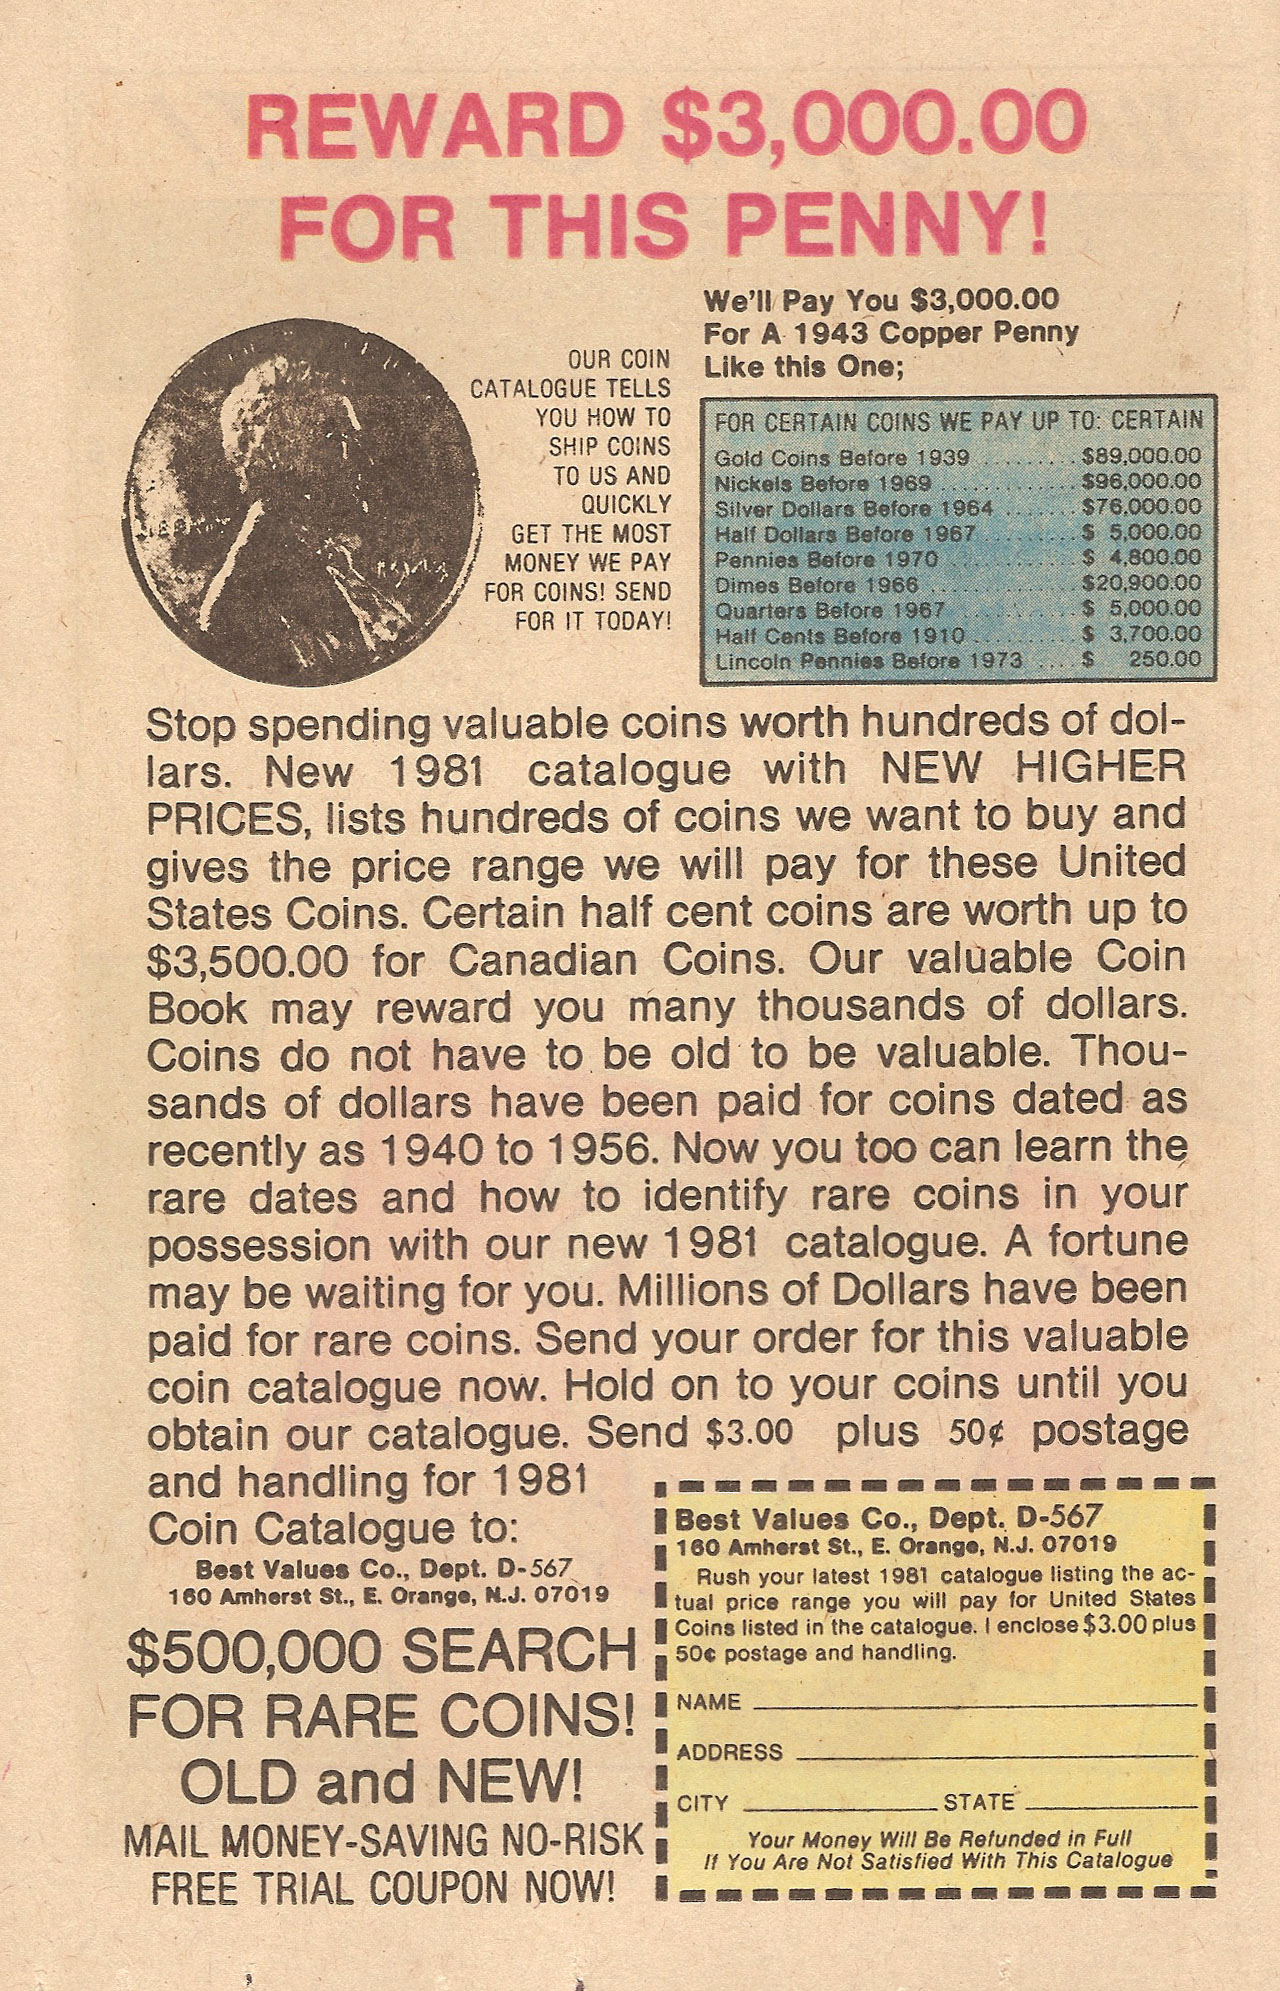 REWARD $3,000.00
FOR THIS PENNY!
We'll Pay You $3,000.00
For A 1943 Copper Penny
Like this One;
OUR COIN
CATALOGUE TELLS
YOU HOW TO
SHIP COINS
TO US AND
QUICKLY
GET THE MOST
MONEY WE PAY
FOR COINS! SEND
FOR IT TODAY!
FOR CERTAIN COINS WE PAY UP TO: CERTAIN
Gold Coins Before 1939 .......... $89,000.00
Nickels Before 1969 .............. $96,000.00
Silver Dollars Before 1964 ....... $76,000.00
Half Dollars Before 1967 ......... $ 5,000.00
Pennies Before 1970 ............. $ 4,800.00
Dimes Before 1966 ............... $20,900.00
Quarters Before 1967 ............ $ 5,000.00
Half Cents Before 1910 .......... $ 3,700.00
Lincoln Pennies Before 1973 .... $ 250.00
Stop spending valuable coins worth hundreds of dol-
lars. New 1981 catalogue with NEW HIGHER
PRICES, lists hundreds of coins we want to buy and
gives the price range we will pay for these United
States Coins. Certain half cent coins are worth up to
$3,500.00 for Canadian Coins. Our valuable Coin
Book may reward you many thousands of dollars.
Coins do not have to be old to be valuable. Thou-
sands of dollars have been paid for coins dated as
recently as 1940 to 1956. Now you too can learn the
rare dates and how to identify rare coins in your
possession with our new 1981 catalogue. A fortune
may be waiting for you. Millions of Dollars have been
paid for rare coins. Send your order for this valuable
coin catalogue now. Hold on to your coins until you
obtain our catalogue. Send $3.00 plus 50¢ postage
and handling for 1981
Coin Catalogue to:
Best Values Co., Dept. D-567
160 Amherst St., E. Orange, N.J. 07019
$500,000 SEARCH
FOR RARE COINS!
OLD and NEW!
MAIL MONEY-SAVING NO-RISK
FREE TRIAL COUPON NOW!
Best Values Co., Dept. D-567
160 Amherst St., E. Orange, N.J. 07019
Rush your latest 1981 catalogue listing the ac-
tual price range you will pay for United States
Coins listed in the catalogue. I enclose $3.00 plus
50¢ postage and handling.
NAME
ADDRESS
CITY STATE
Your Money Will Be Refunded in Full
If You Are Not Satisfied With This Catalogue